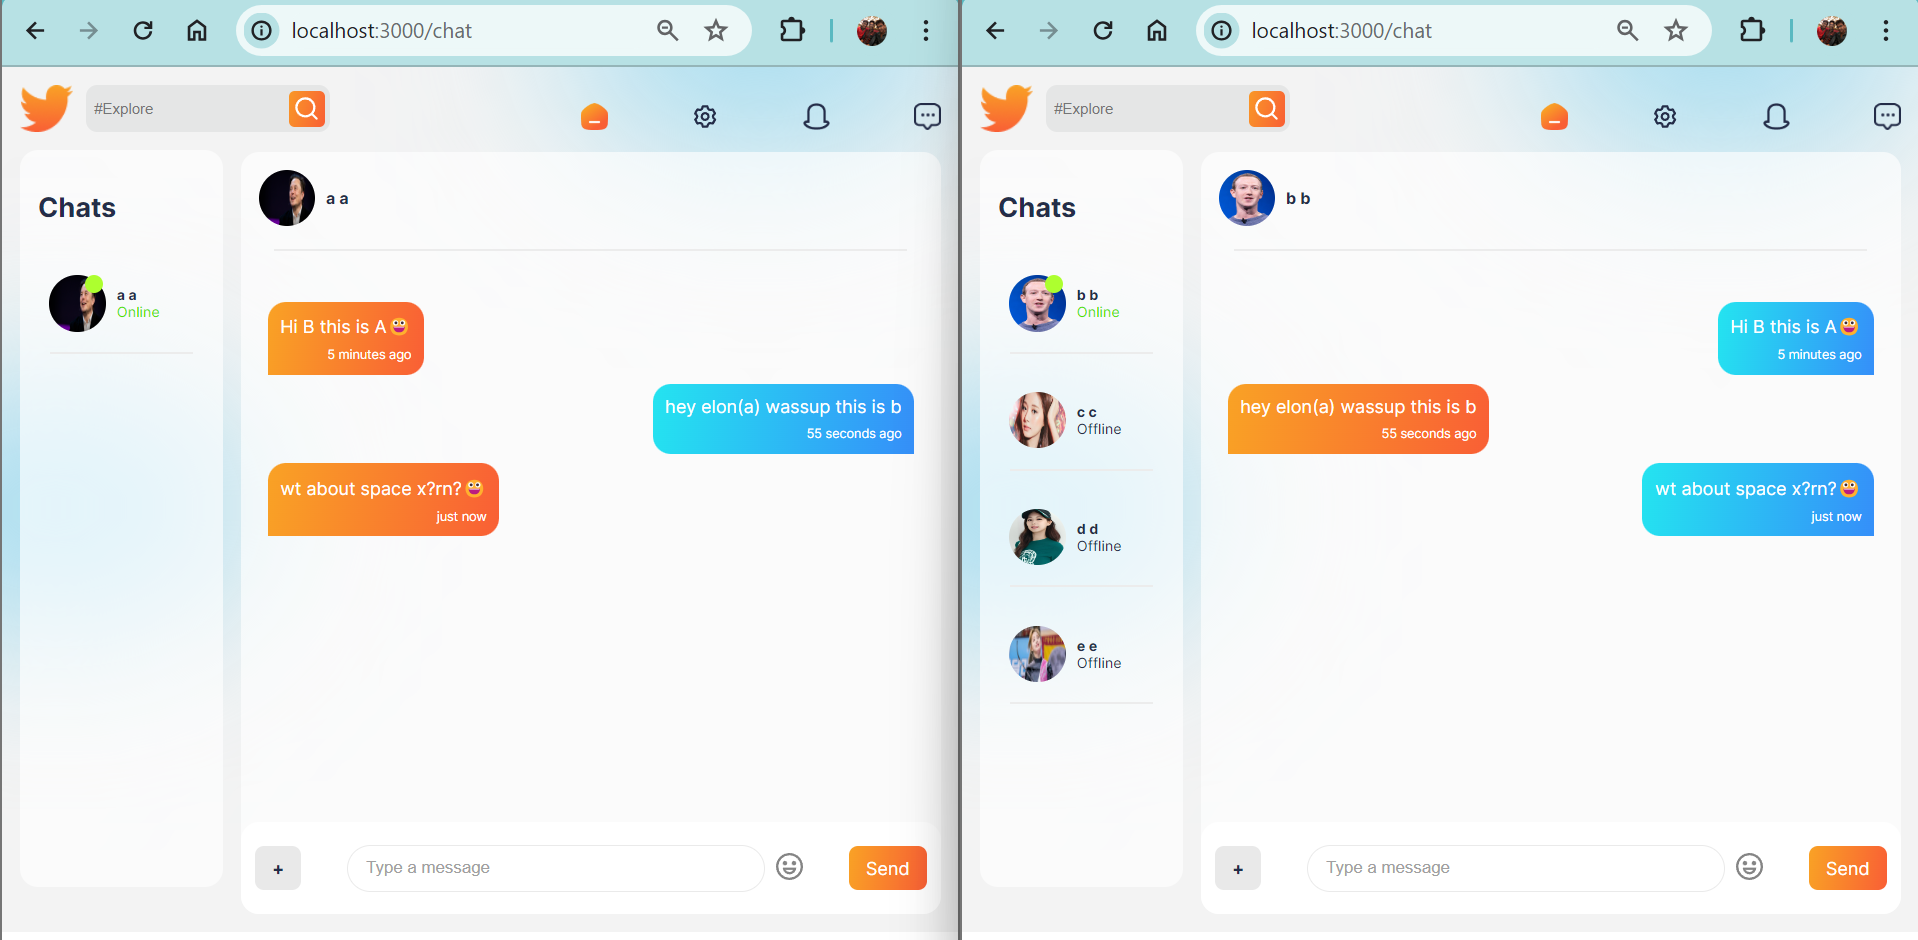 localhost:3000/chat
#Explore
Chats
a a
Online
a a
Hi B this is A😀
5 minutes ago
hey elon(a) wassup this is b
55 seconds ago
wt about space x?rn?😀
just now
+
Type a message
Send
localhost:3000/chat
#Explore
Chats
b b
Online
c c
Offline
d d
Offline
e e
Offline
b b
Hi B this is A😀
5 minutes ago
hey elon(a) wassup this is b
55 seconds ago
wt about space x?rn?😀
just now
+
Type a message
Send